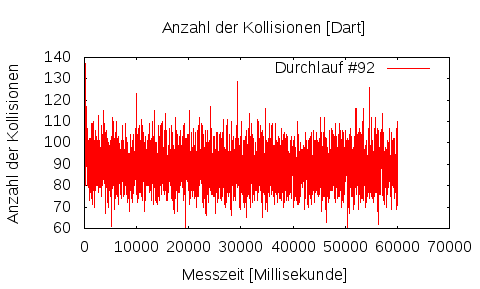 Anzahl der Kollisionen [Dart]
Durchlauf #92
Anzahl der Kollisionen
140
130
120
110
100
90
80
70
60
0 10000 20000 30000 40000 50000 60000 70000
Messzeit [Millisekunde]